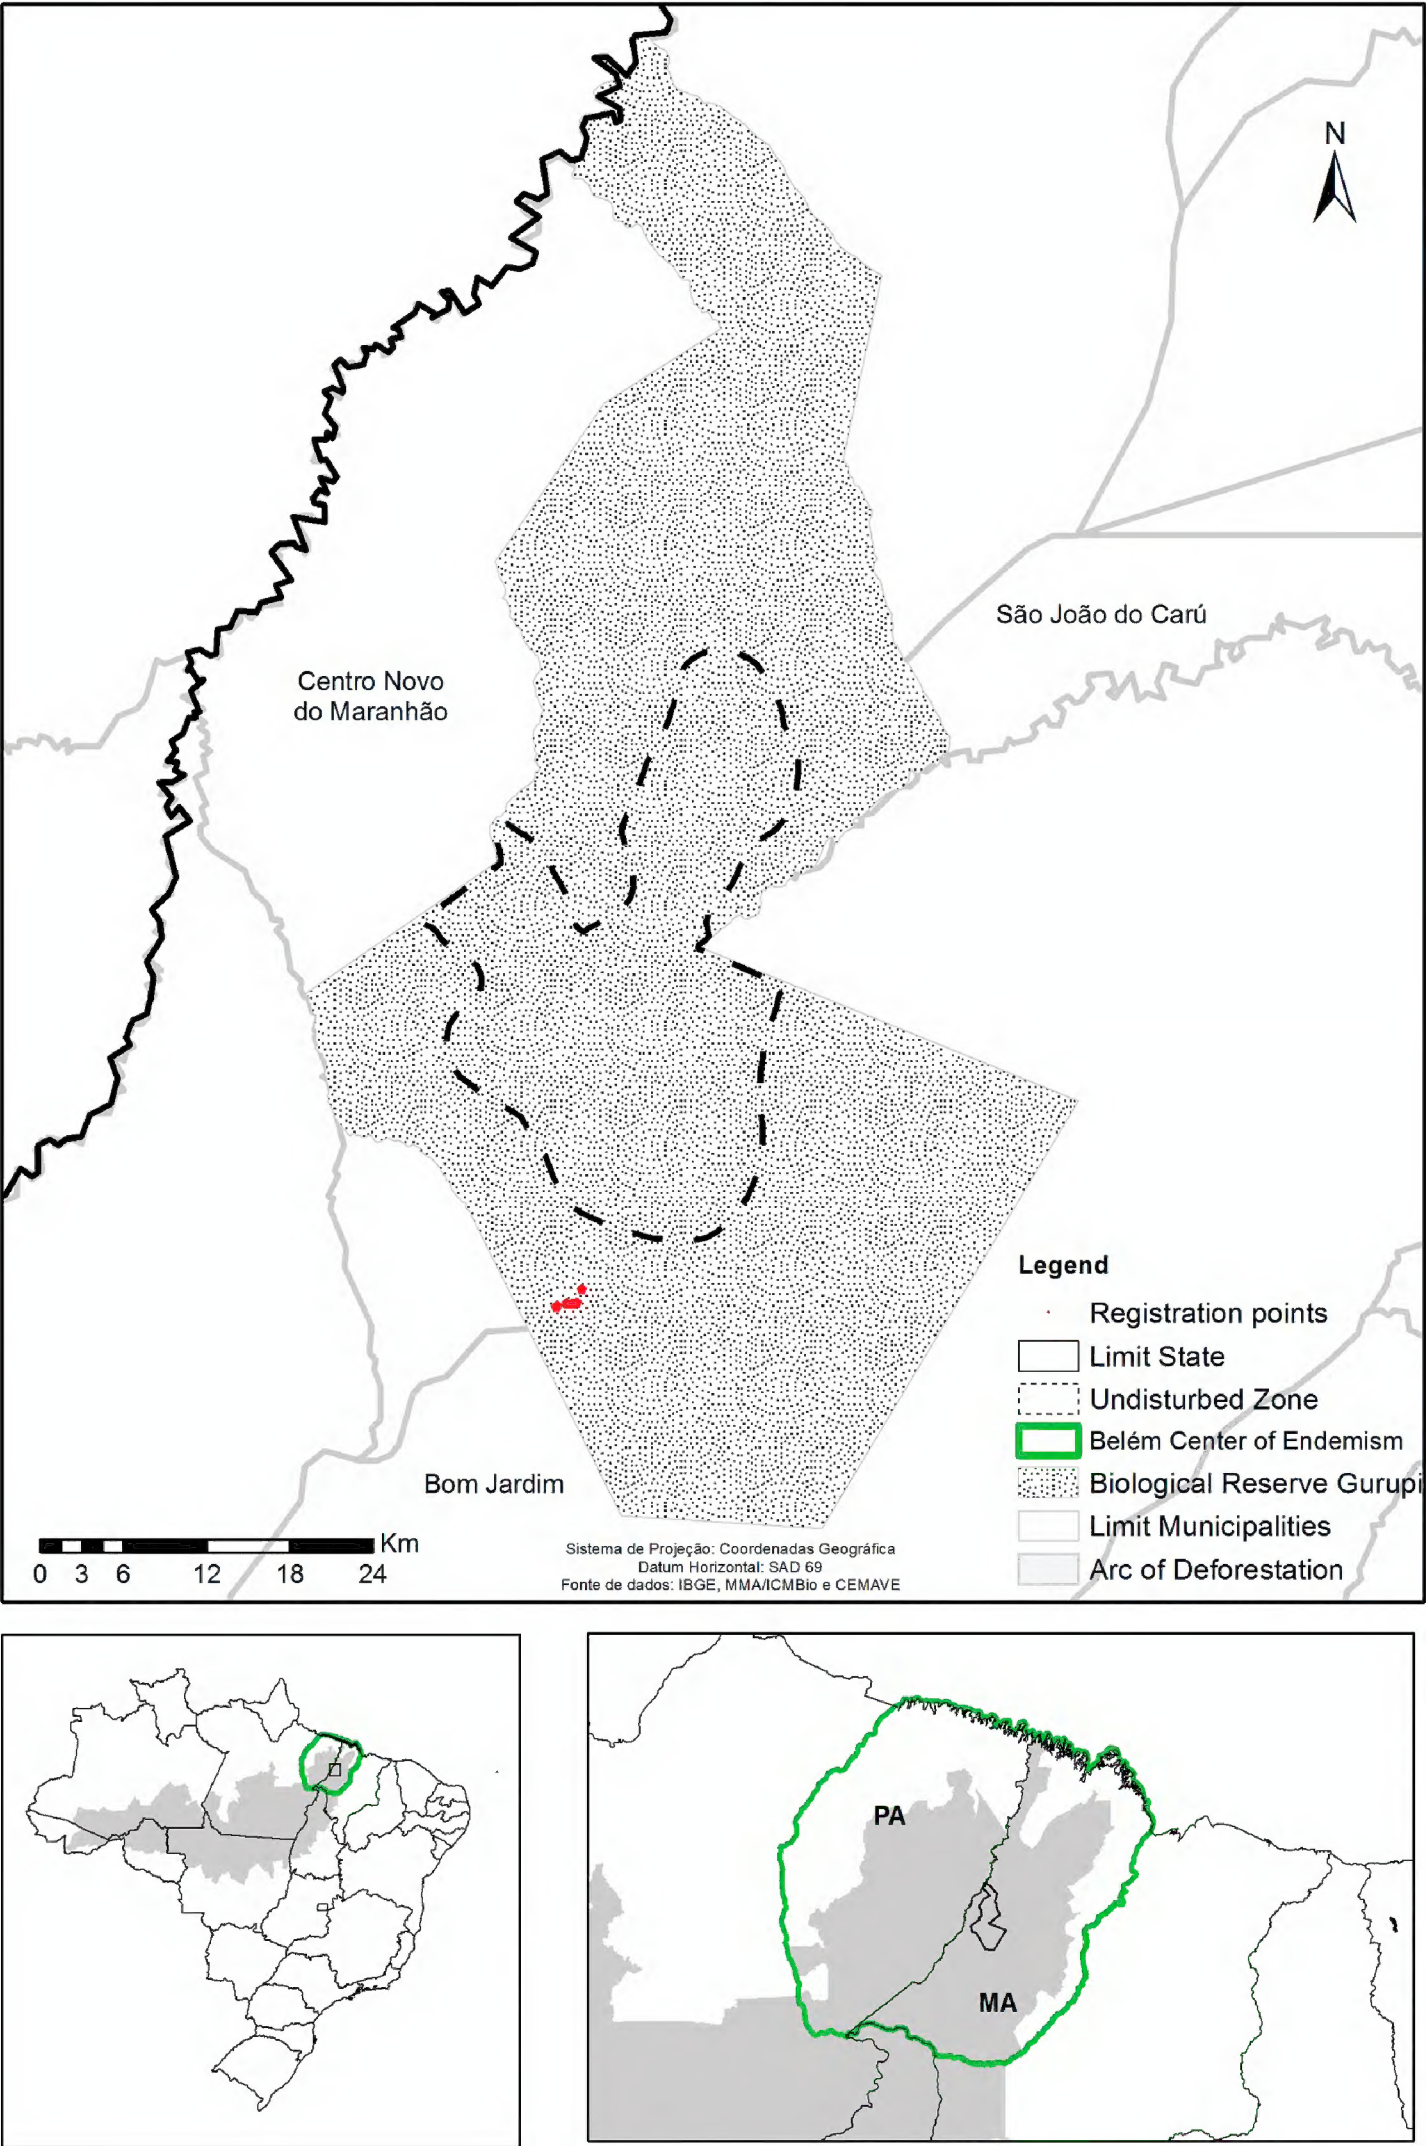 N
São João do Carú
Centro Novo
do Maranhão
Legend
Registration points
Limit State
Undisturbed Zone
Belém Center of Endemism
Biological Reserve Gurupi
Limit Municipalities
Arc of Deforestation
Bom Jardim
Km
0 3 6 12 18 24
Sistema de Projeção: Coordenadas Geográfica
Datum Horizontal: SAD 69
Fonte de dados: IBGE, MMA/ICMBio e CEMAVE
PA
MA